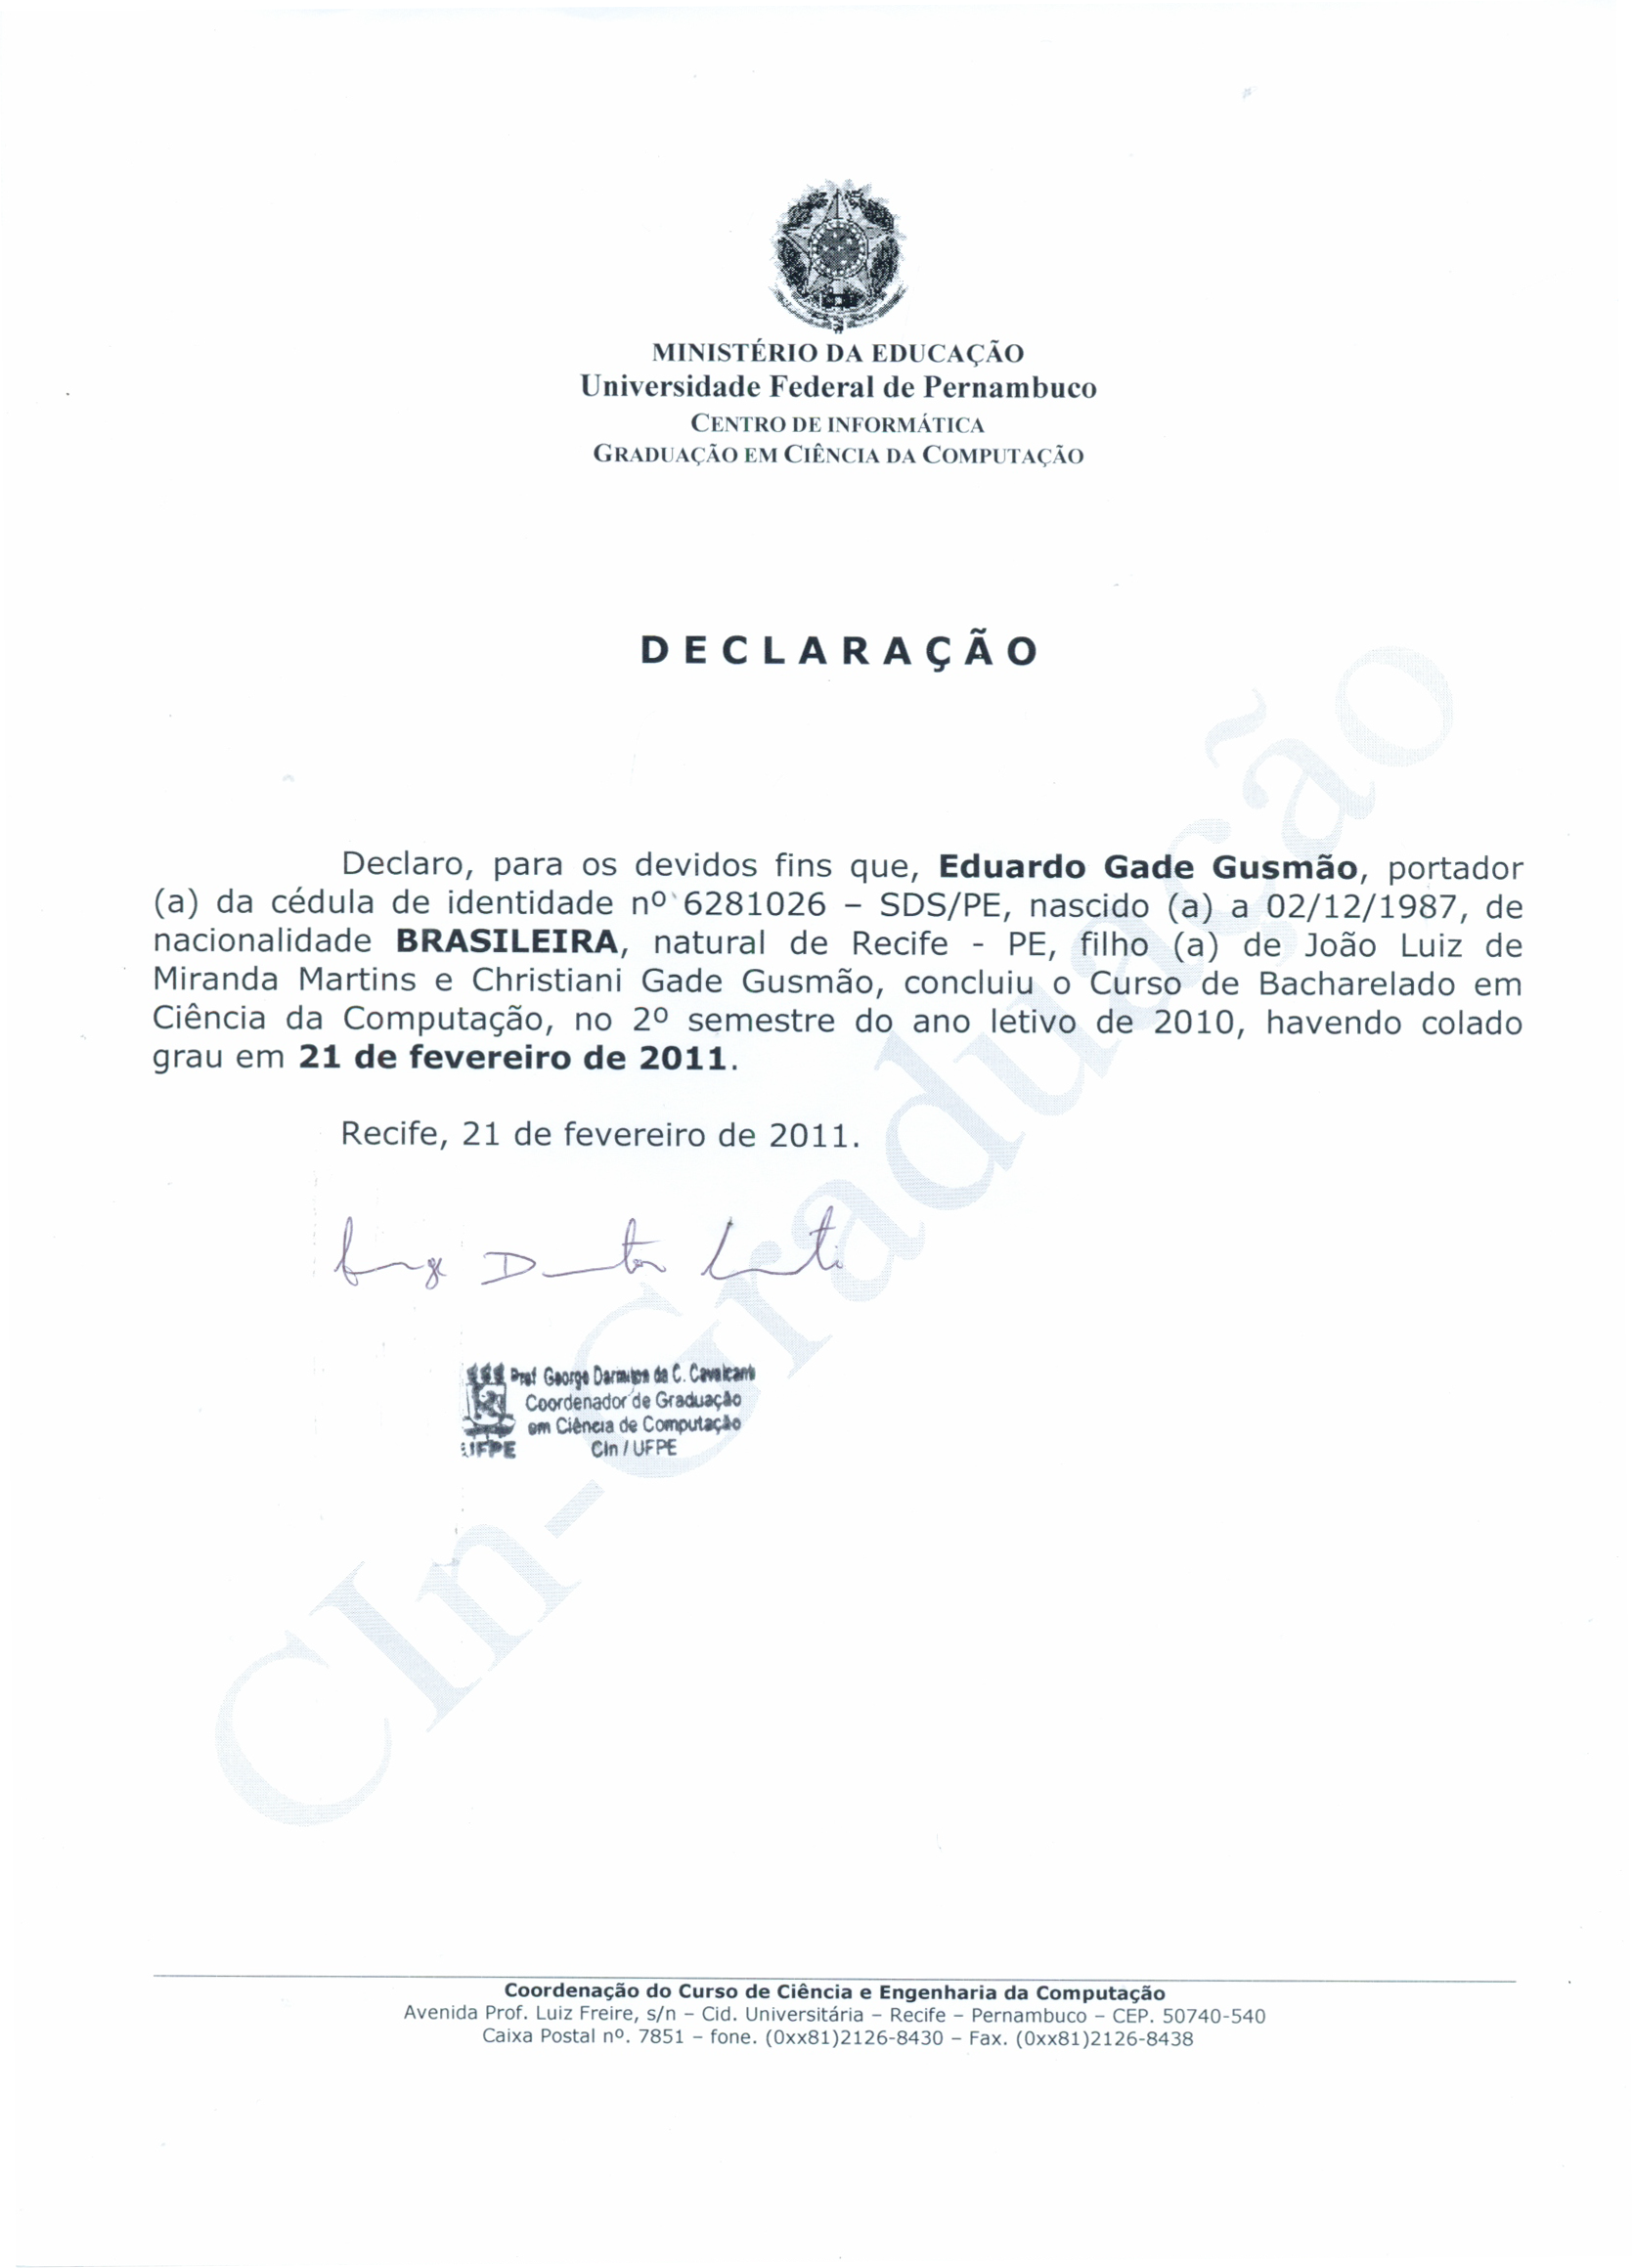 MINISTÉRIO DA EDUCAÇÃO
Universidade Federal de Pernambuco
CENTRO DE INFORMÁTICA
GRADUAÇÃO EM CIÊNCIA DA COMPUTAÇÃO
DECLARAÇÃO
Declaro, para os devidos fins que, Eduardo Gade Gusmão, portador
(a) da cédula de identidade nº 6281026 – SDS/PE, nascido (a) a 02/12/1987, de
nacionalidade BRASILEIRA, natural de Recife - PE, filho (a) de João Luiz de
Miranda Martins e Christiani Gade Gusmão, concluiu o Curso de Bacharelado em
Ciência da Computação, no 2º semestre do ano letivo de 2010, havendo colado
grau em 21 de fevereiro de 2011.
Recife, 21 de fevereiro de 2011.
Prof George Darmiton da C. Cavalcanti
Coordenador de Graduação
em Ciência de Computação
UFPE CIn / UFPE
CIn-Graduação
Coordenação do Curso de Ciência e Engenharia da Computação
Avenida Prof. Luiz Freire, s/n – Cid. Universitária – Recife – Pernambuco – CEP. 50740-540
Caixa Postal nº. 7851 – fone. (0xx81)2126-8430 – Fax. (0xx81)2126-8438